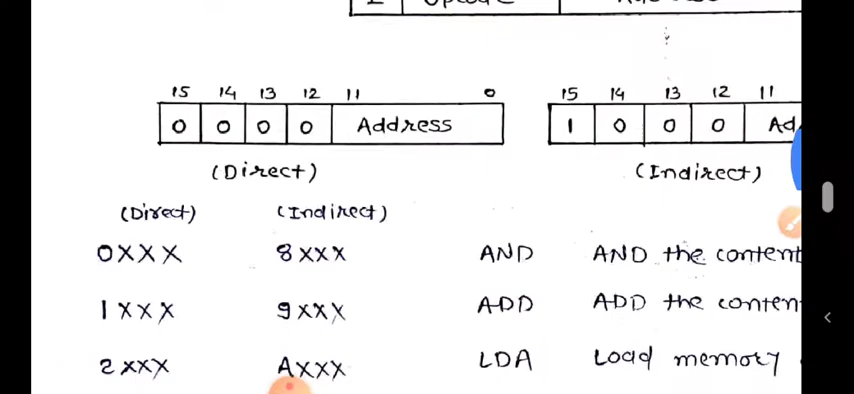 15 14 13 12 11 0 15 14 13 12 11
0 0 0 0 Address 1 0 0 0 Ad
(Direct) (Indirect)
(Direct) (Indirect)
0XXX 8XXX AND AND the content
1XXX 9XXX ADD ADD the conten
2XXX AXXX LDA Load memory